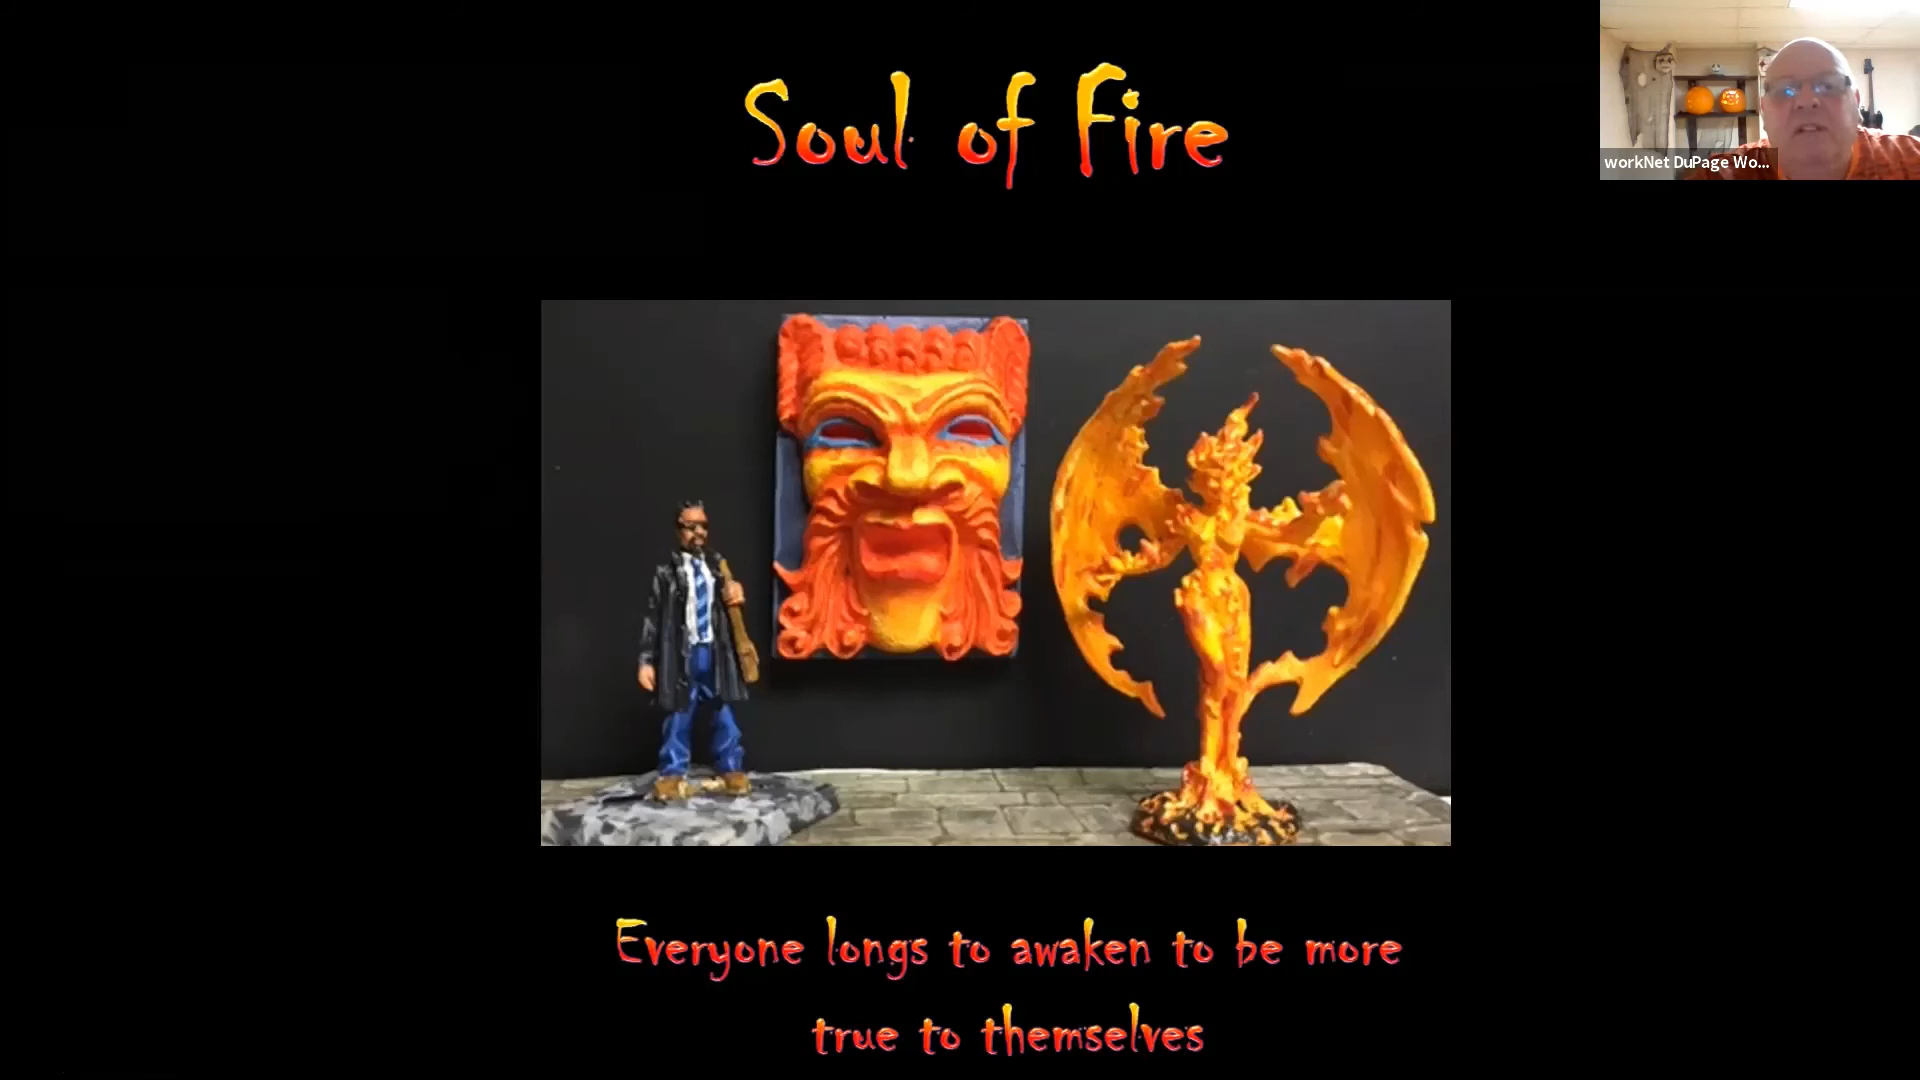 Soul of Fire
workNet DuPage Wo...
Everyone longs to awaken to be more
true to themselves